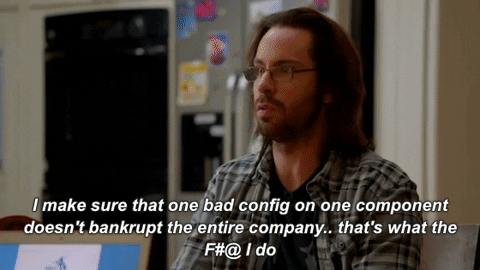 I make sure that one bad config on one component
doesn't bankrupt the entire company.. that's what the
F#@ I do